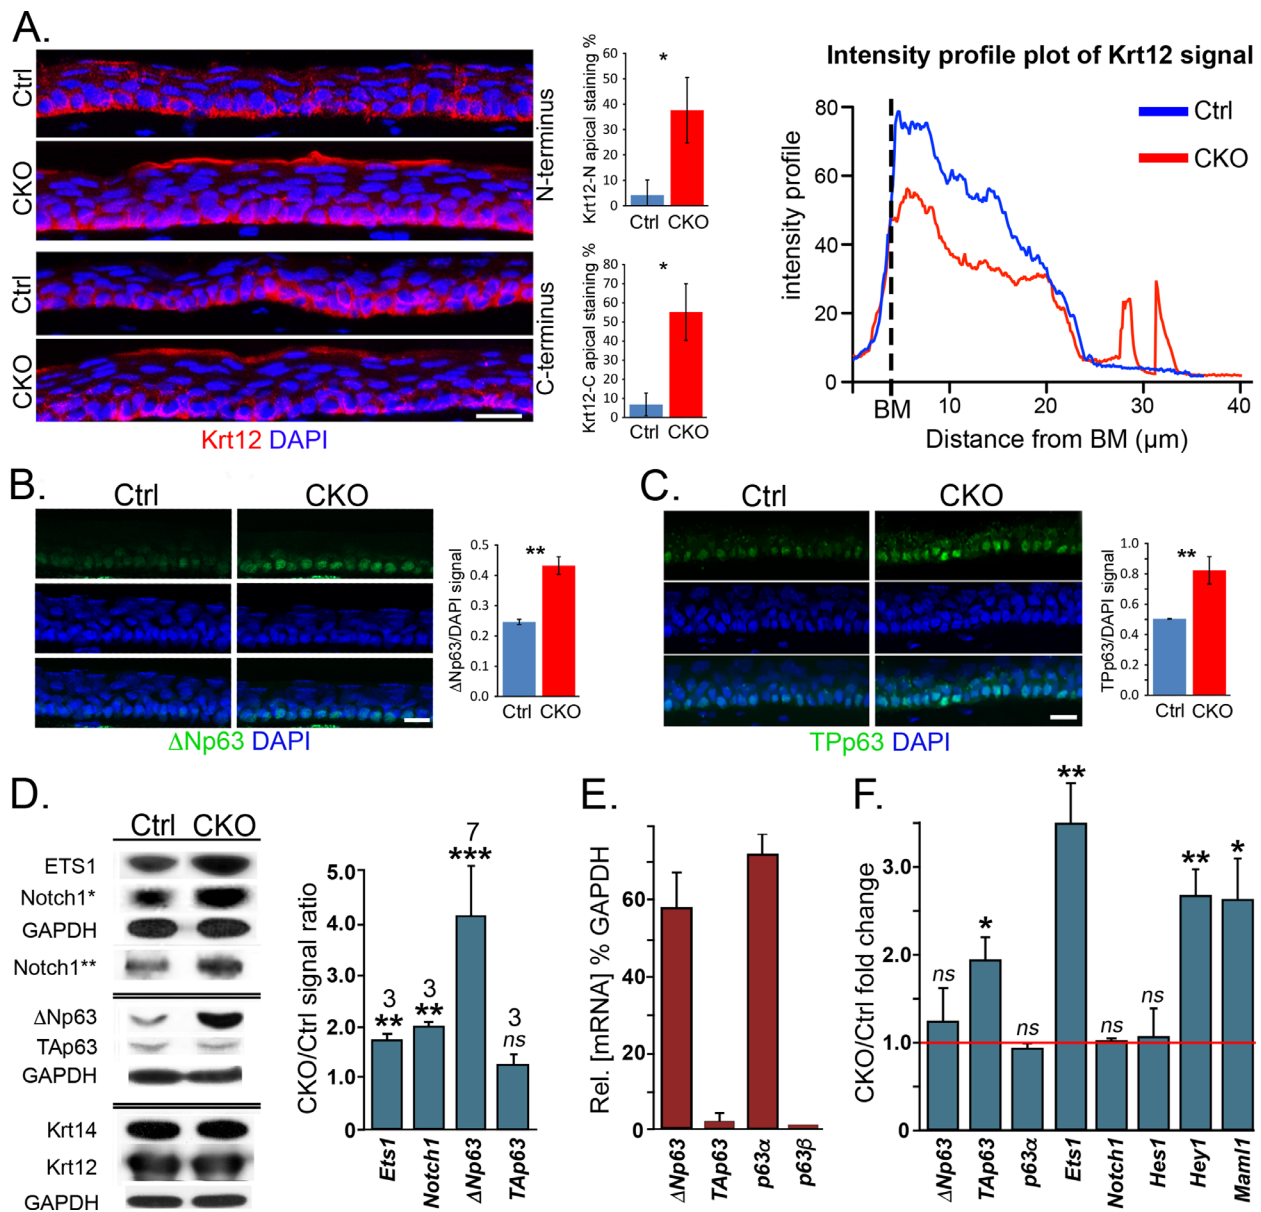 A.
Ctrl
CKO
N-terminus
Ctrl
CKO
C-terminus
Krt12 DAPI
Krt12-N apical staining %
60
50
40
30
20
10
0
*
Ctrl CKO
Krt12-C apical staining %
80
70
60
50
40
30
20
10
0
*
Ctrl CKO
Intensity profile plot of Krt12 signal
Ctrl
CKO
intensity profile
80
60
40
20
0
BM 10 20 30 40
Distance from BM (µm)
B.
Ctrl CKO
ΔNp63 DAPI
ΔNp63/DAPI signal
0.5
0.4
0.3
0.2
0.1
0.0
**
Ctrl CKO
C.
Ctrl CKO
TPp63 DAPI
TPp63/DAPI signal
1.0
0.8
0.6
0.4
0.2
0.0
**
Ctrl CKO
D.
Ctrl CKO
ETS1
Notch1*
GAPDH
Notch1**
ΔNp63
TAp63
GAPDH
Krt14
Krt12
GAPDH
CKO/Ctrl signal ratio
5.0
4.0
3.0
2.0
1.0
0
3
**
3
**
7
***
3
ns
Ets1 Notch1 ΔNp63 TAp63
E.
Rel. [mRNA] % GAPDH
60
40
20
0
ΔNp63 TAp63 p63α p63β
F.
CKO/Ctrl fold change
3.0
2.0
1.0
0
ns * ns ** ns ns ** *
ΔNp63 TAp63 p63α Ets1 Notch1 Hes1 Hey1 Maml1